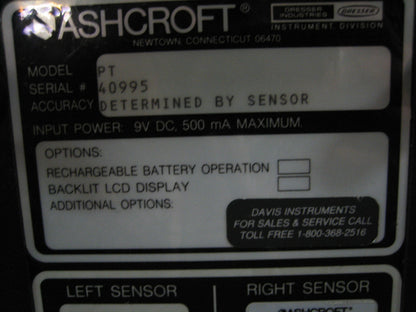 ASHCROFT®
DRESSER INDUSTRIES DRESSER
INSTRUMENT DIVISION
NEWTOWN, CONNECTICUT 06470
MODEL PT
SERIAL # 40995
ACCURACY DETERMINED BY SENSOR
INPUT POWER: 9V DC, 500 mA MAXIMUM.
OPTIONS:
RECHARGEABLE BATTERY OPERATION
BACKLIT LCD DISPLAY
ADDITIONAL OPTIONS:
DAVIS INSTRUMENTS
FOR SALES & SERVICE CALL
TOLL FREE 1-800-368-2516
LEFT SENSOR
RIGHT SENSOR
ASHCROFT